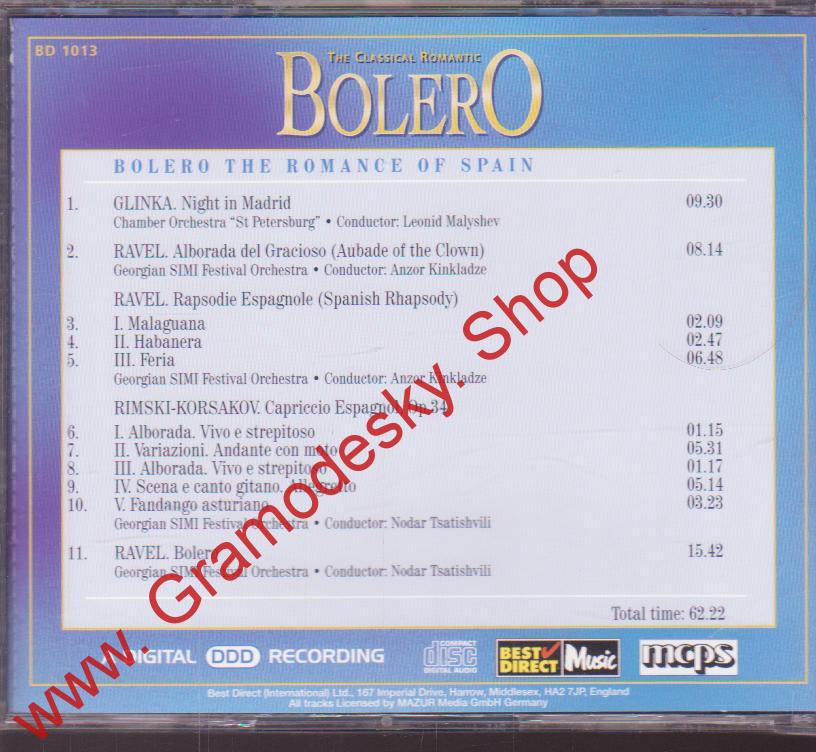 BD 1013
THE CLASSICAL ROMANTIC
BOLERO
BOLERO THE ROMANCE OF SPAIN
1. GLINKA. Night in Madrid 09.30
Chamber Orchestra “St Petersburg” • Conductor: Leonid Malyshev
2. RAVEL. Alborada del Gracioso (Aubade of the Clown) 08.14
Georgian SIMI Festival Orchestra • Conductor: Anzor Kinkladze
RAVEL. Rapsodie Espagnole (Spanish Rhapsody)
3. I. Malaguana 02.09
4. II. Habanera 02.47
5. III. Feria 06.48
Georgian SIMI Festival Orchestra • Conductor: Anzor Kinkladze
RIMSKI-KORSAKOV. Capriccio Espagnol, Op.34
6. I. Alborada. Vivo e strepitoso 01.15
7. II. Variazioni. Andante con moto 05.31
8. III. Alborada. Vivo e strepitoso 01.17
9. IV. Scena e canto gitano. Allegretto 05.14
10. V. Fandango asturiano 03.23
Georgian SIMI Festival Orchestra • Conductor: Nodar Tsatishvili
11. RAVEL. Bolero 15.42
Georgian SIMI Festival Orchestra • Conductor: Nodar Tsatishvili
Total time: 62.22
A DIGITAL DDD RECORDING
COMPACT disc DIGITAL AUDIO
BEST DIRECT Music
mcps
Best Direct (International) Ltd., 167 Imperial Drive, Harrow, Middlesex, HA2 7JP, England
All tracks Licensed by MAZUR Media GmbH Germany
www. Gramodesky. Shop